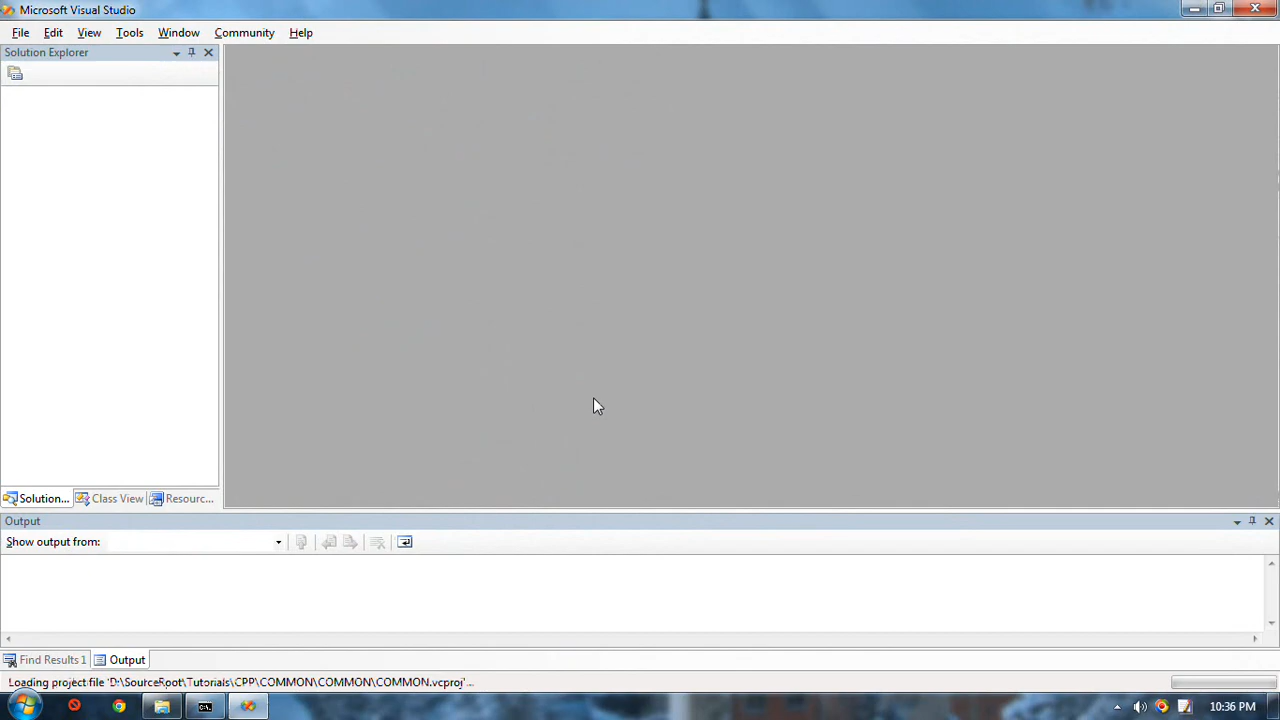 Microsoft Visual Studio
File Edit View Tools Window Community Help
Solution Explorer
Solution... Class View Resourc...
Output
Show output from:
Find Results 1 Output
Loading project file 'D:\SourceRoot\Tutorials\CPP\COMMON\COMMON\COMMON.vcproj'...
10:36 PM